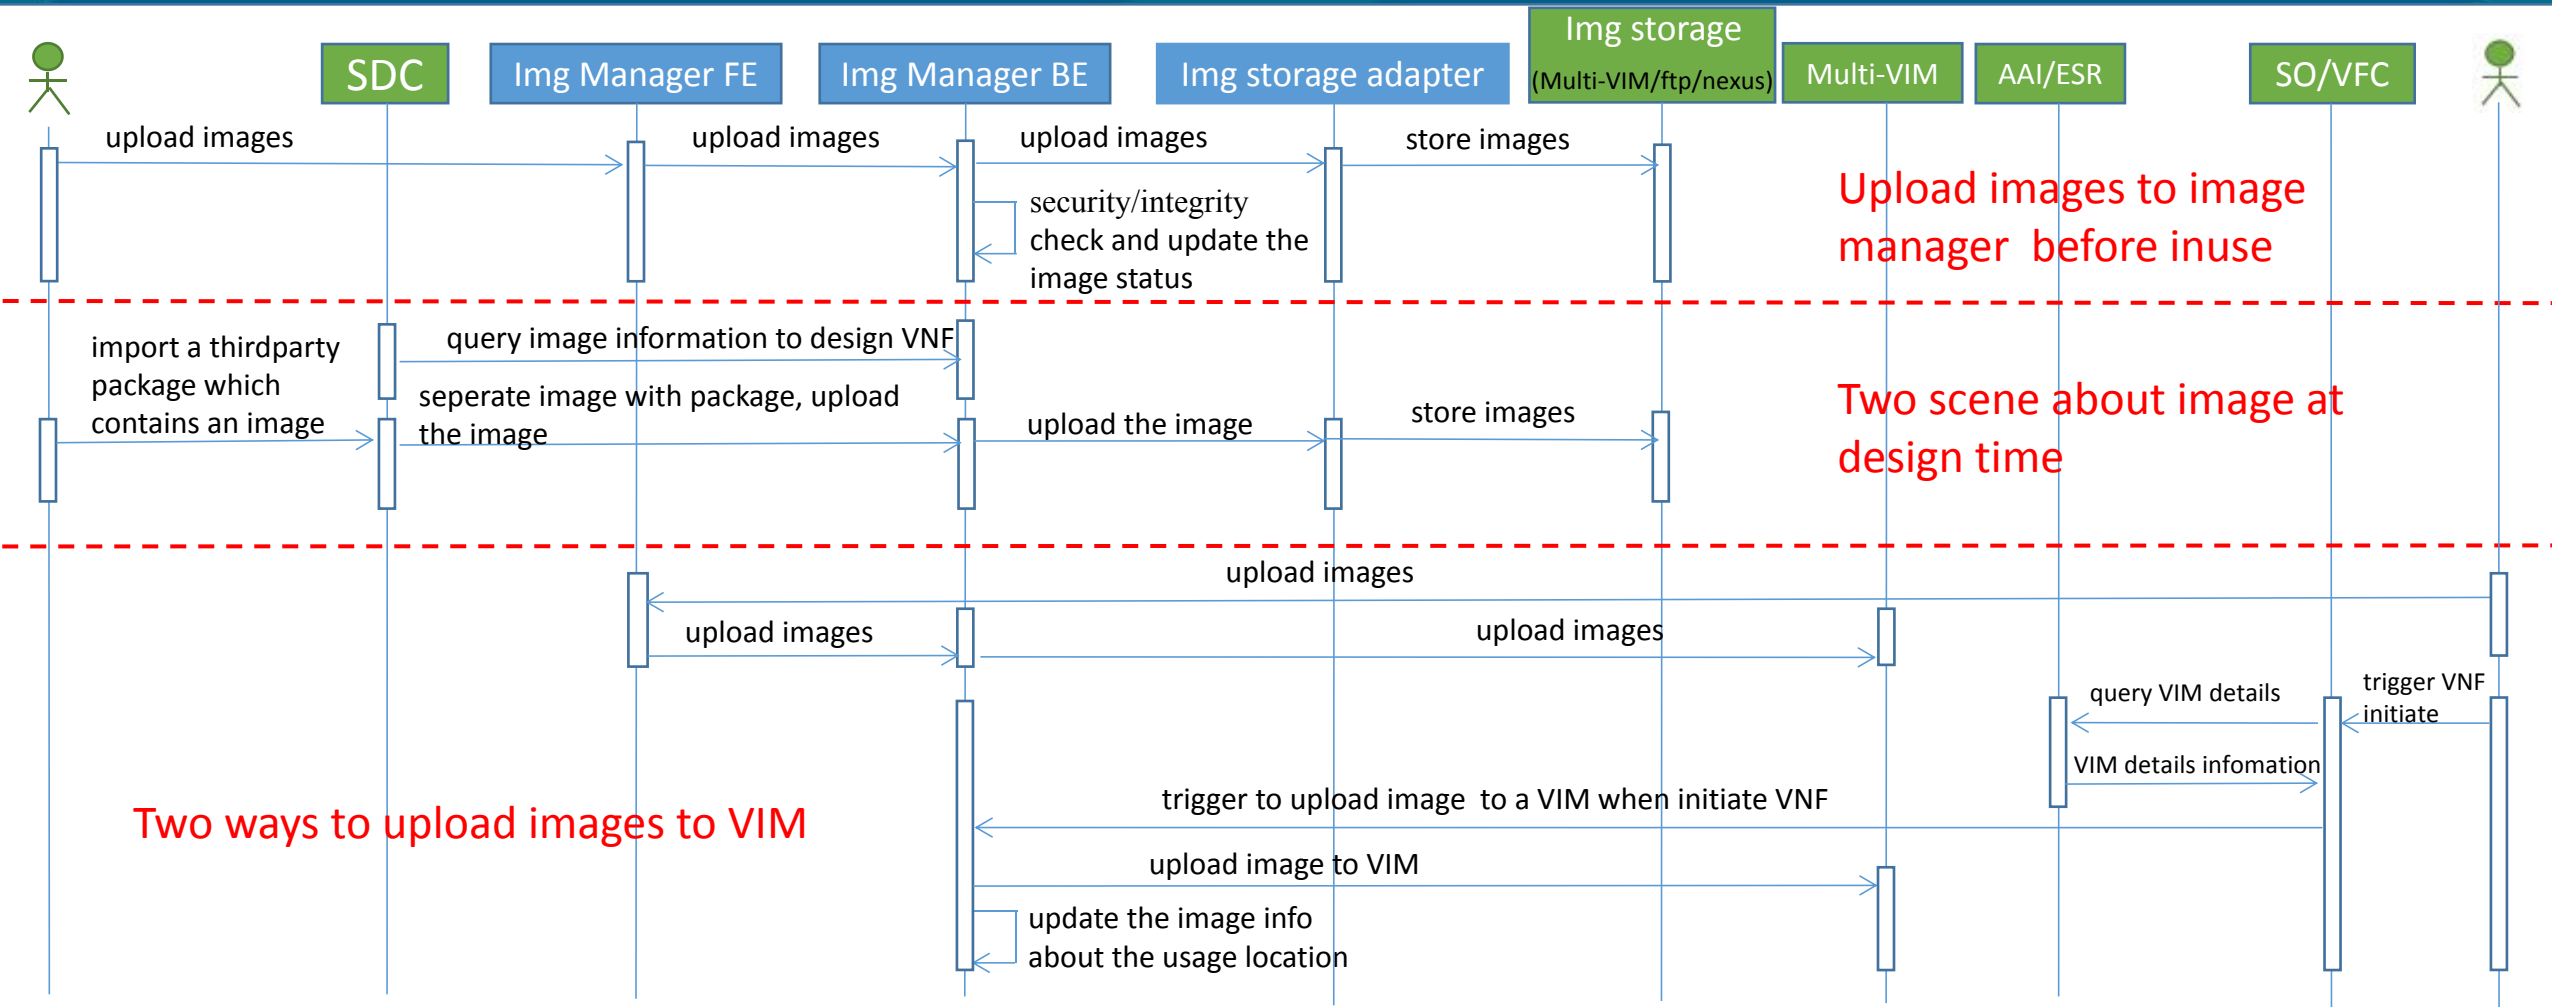 Img storage
(Multi-VIM/ftp/nexus)
SDC
Img Manager FE
Img Manager BE
Img storage adapter
Multi-VIM
AAI/ESR
SO/VFC
upload images
upload images
upload images
store images
security/integrity
check and update the
image status
Upload images to image
manager  before inuse
query image information to design VNF
import a thirdparty
package which
contains an image
seperate image with package, upload
the image
upload the image
store images
Two scene about image at
design time
upload images
upload images
upload images
query VIM details
trigger VNF
initiate
VIM details infomation
trigger to upload image  to a VIM when initiate VNF
Two ways to upload images to VIM
upload image to VIM
update the image info
about the usage location